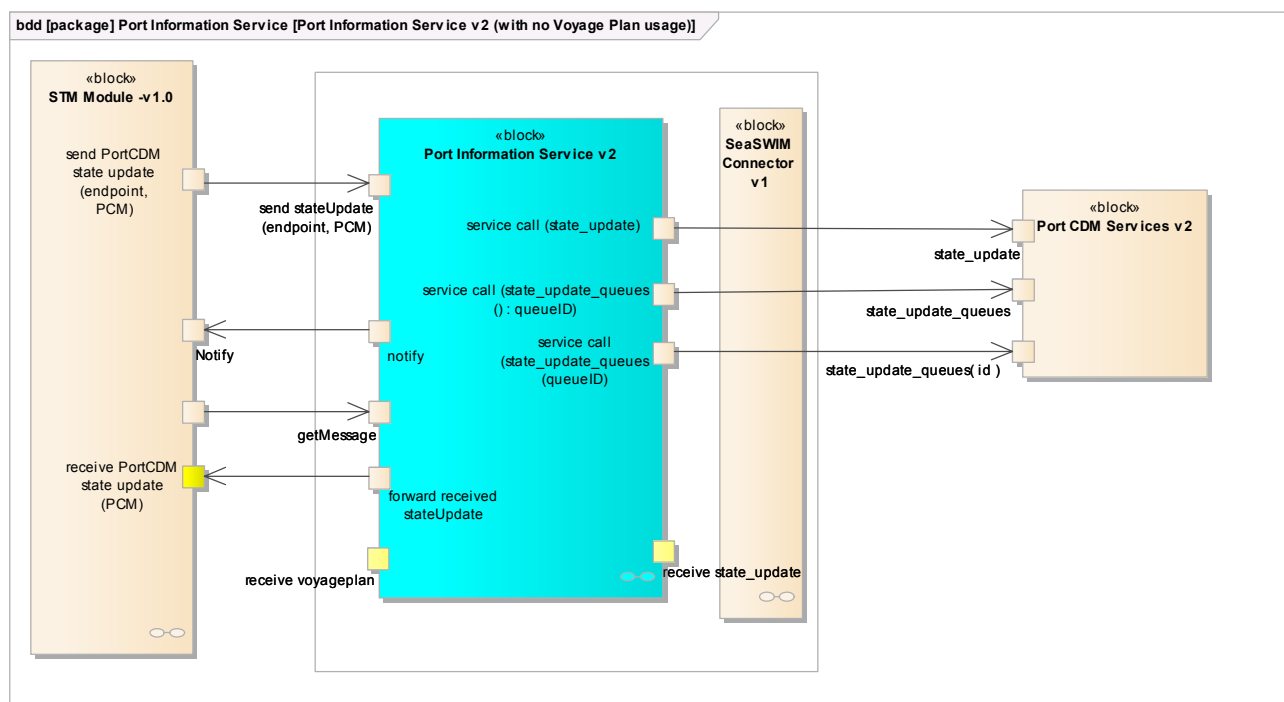 bdd [package] Port Information Service [Port Information Service v2 (with no Voyage Plan usage)]
«block»
STM Module -v1.0
send PortCDM
state update
(endpoint,
PCM)
Notify
receive PortCDM
state update
(PCM)
«block»
Port Information Service v2
send stateUpdate
(endpoint, PCM)
service call (state_update)
service call (state_update_queues
() : queueID)
service call
(state_update_queues
(queueID)
notify
getMessage
forward received
stateUpdate
receive voyageplan
receive state_update
«block»
SeaSWIM
Connector
v1
«block»
Port CDM Services v2
state_update
state_update_queues
state_update_queues( id )